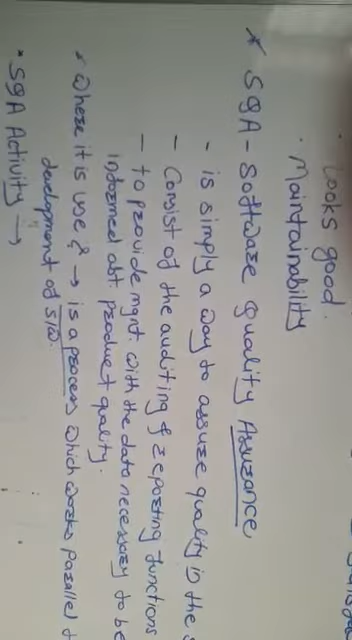 · Looks good.
· Maintainability
* SQA - Software Quality Assurance
- is simply a way to assure quality in the
- Consist of the auditing & reporting functions
- to provide mgnt. with the data necessary to be
informed abt. product quality.
* Where it is use? → is a process which works parallel t
development of s/w.
* SQA Activity →